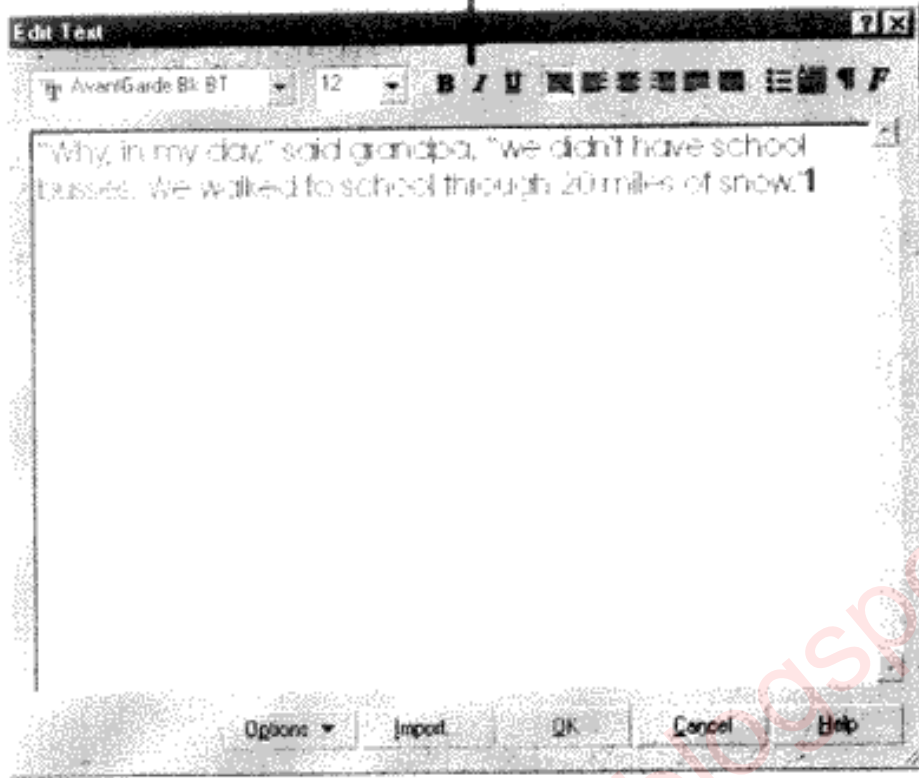 Edit Text
AvantGarde Bk BT 12 B I U F
"Why, in my day," said grandpa, "we didn't have school
busses. We walked to school through 20 miles of snow."1
Options Import. OK Cancel Help